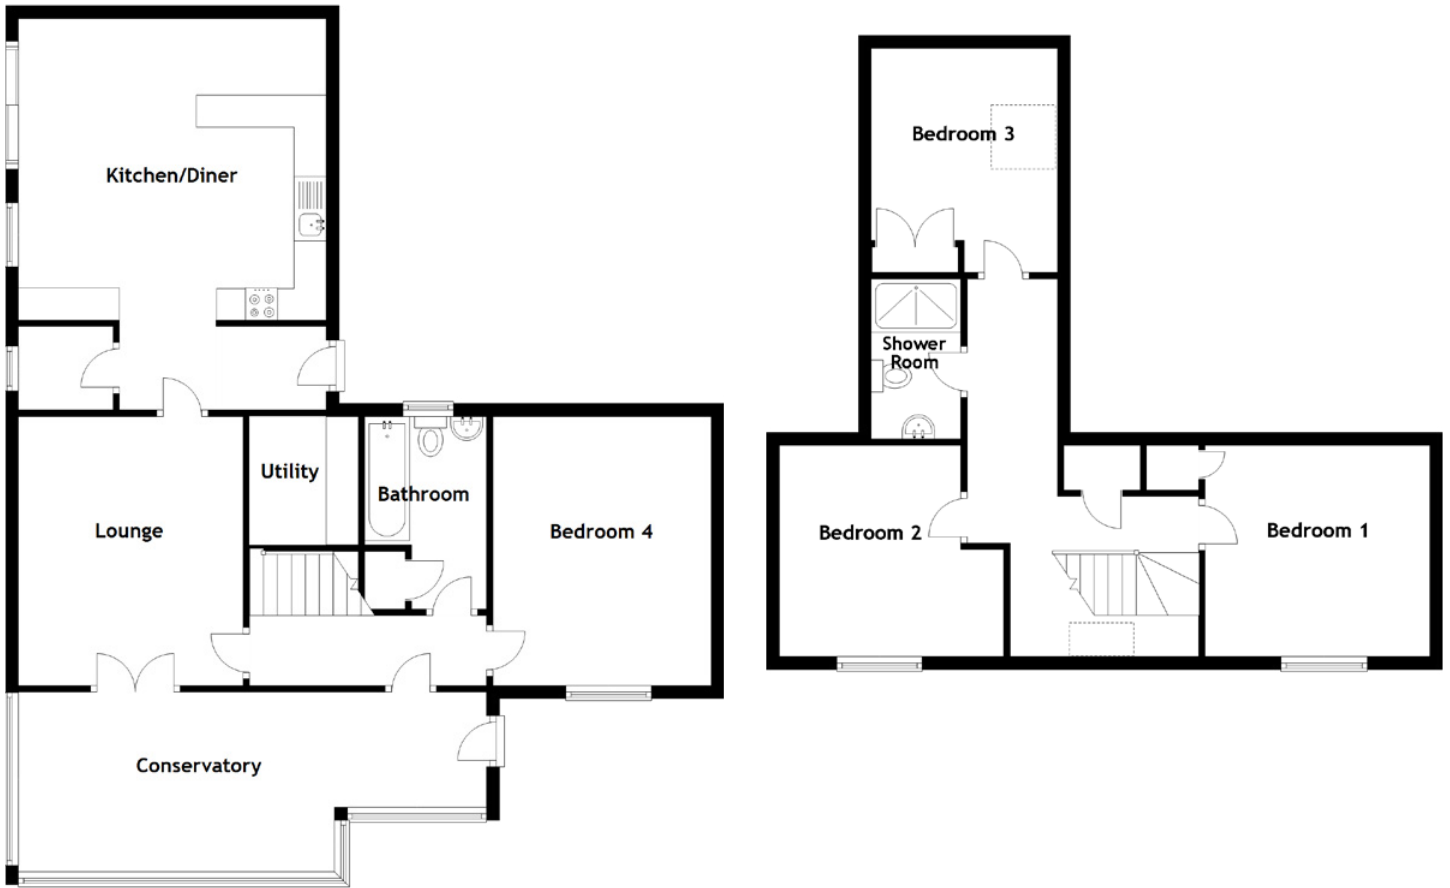 Kitchen/Diner
Utility
Bathroom
Lounge
Bedroom 4
Conservatory
Bedroom 3
Shower
Room
Bedroom 2
Bedroom 1